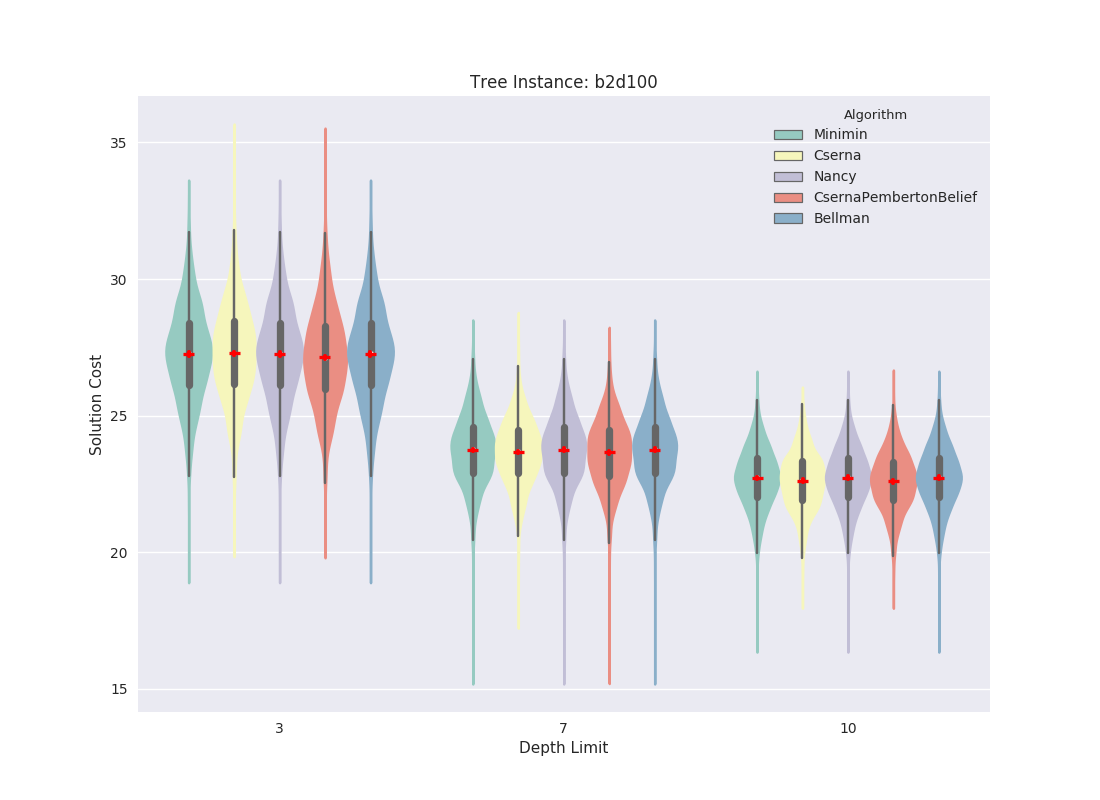 Tree Instance: b2d100
Algorithm
Minimin
Cserna
Nancy
CsernaPembertonBelief
Bellman
Solution Cost
35
30
25
20
15
3
7
10
Depth Limit